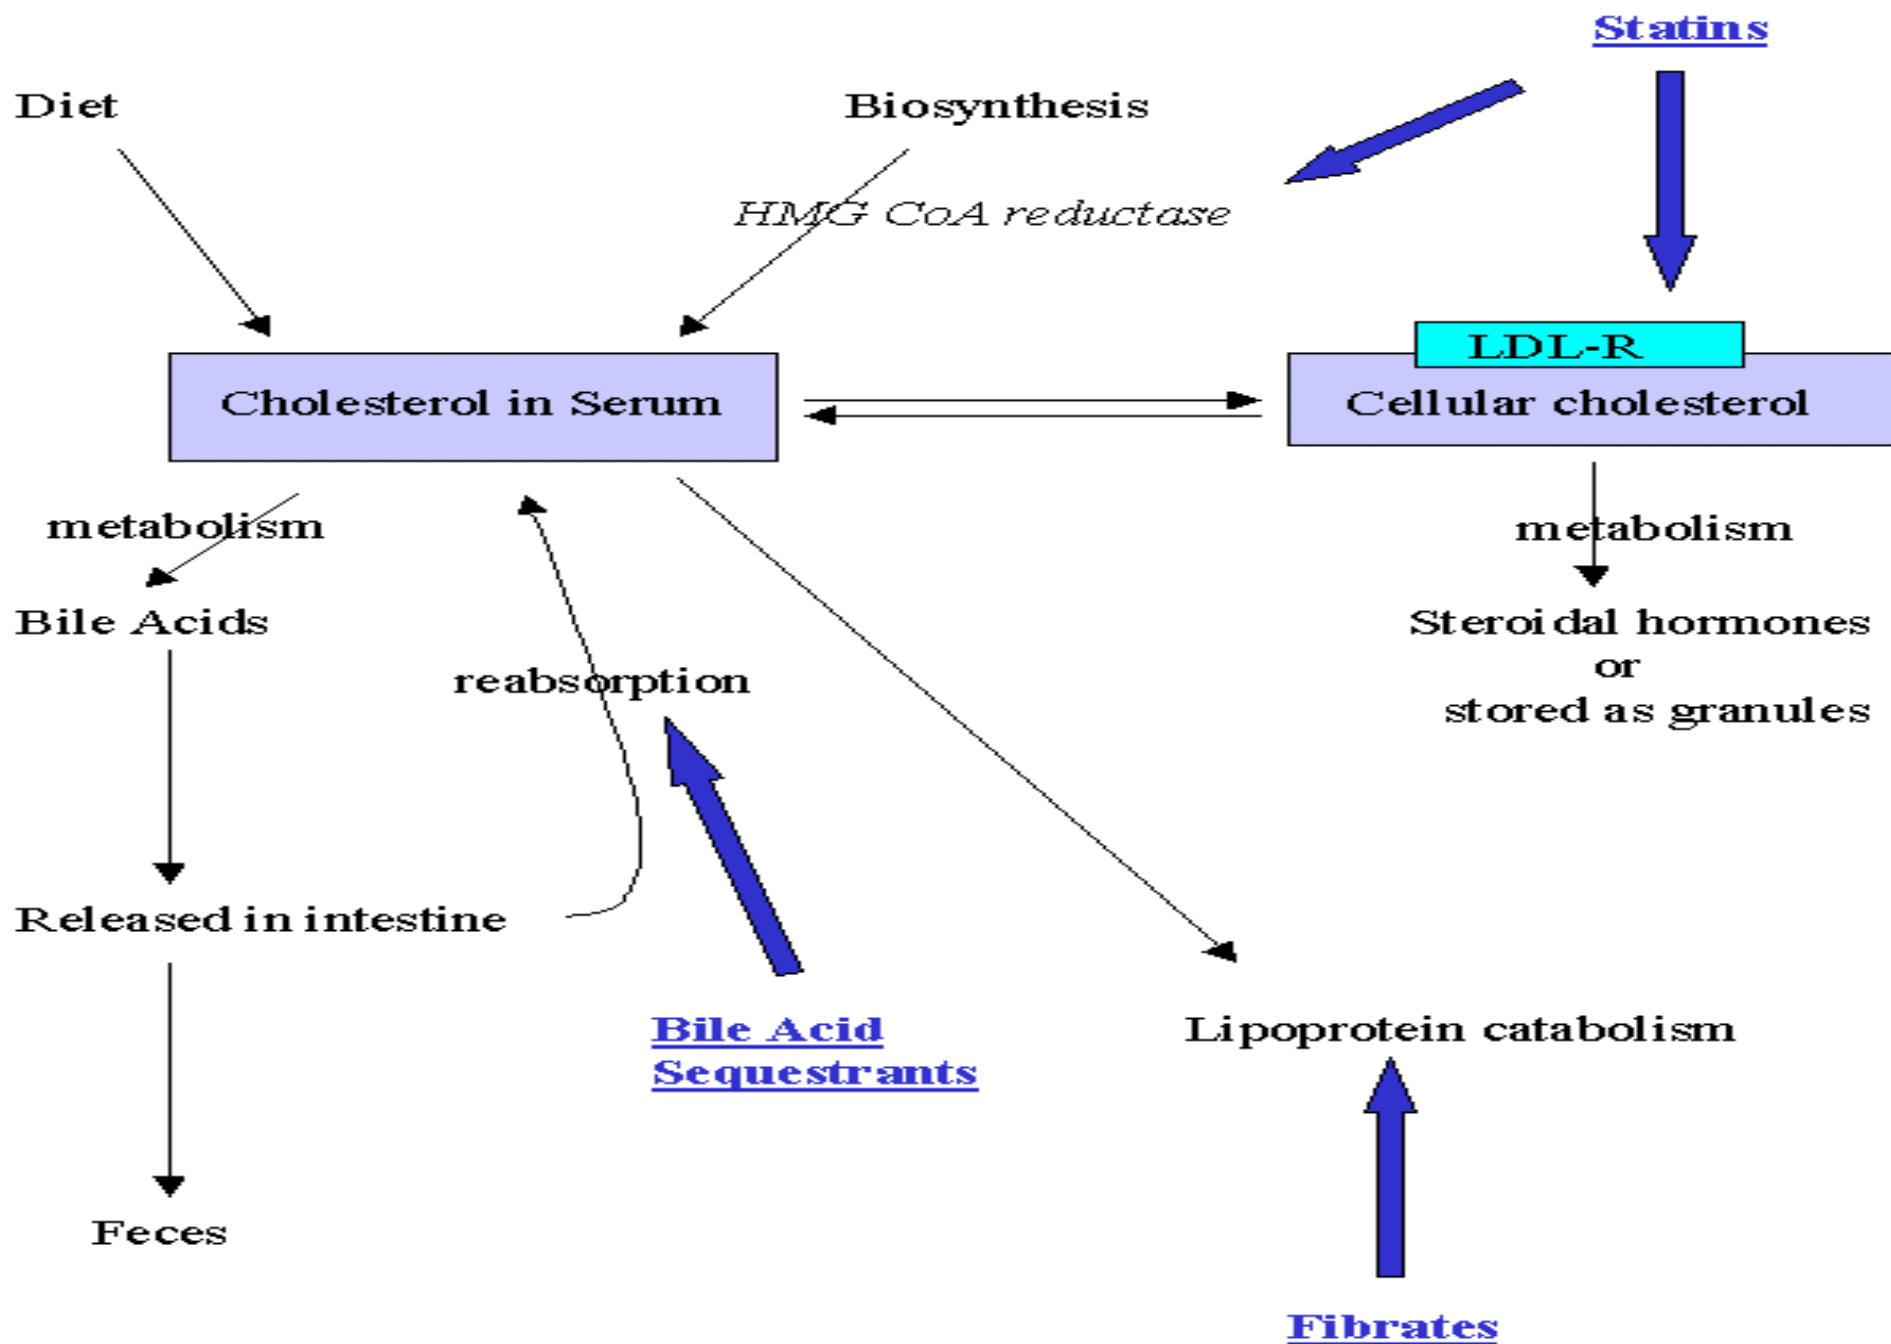 Statins
Diet
Biosynthesis
HMG CoA reductase
LDL-R
Cholesterol in Serum
Cellular cholesterol
metabolism
metabolism
Bile Acids
Steroidal hormones
or
stored as granules
reabsorption
Released in intestine
Bile Acid
Sequestrants
Lipoprotein catabolism
Feces
Fibrates